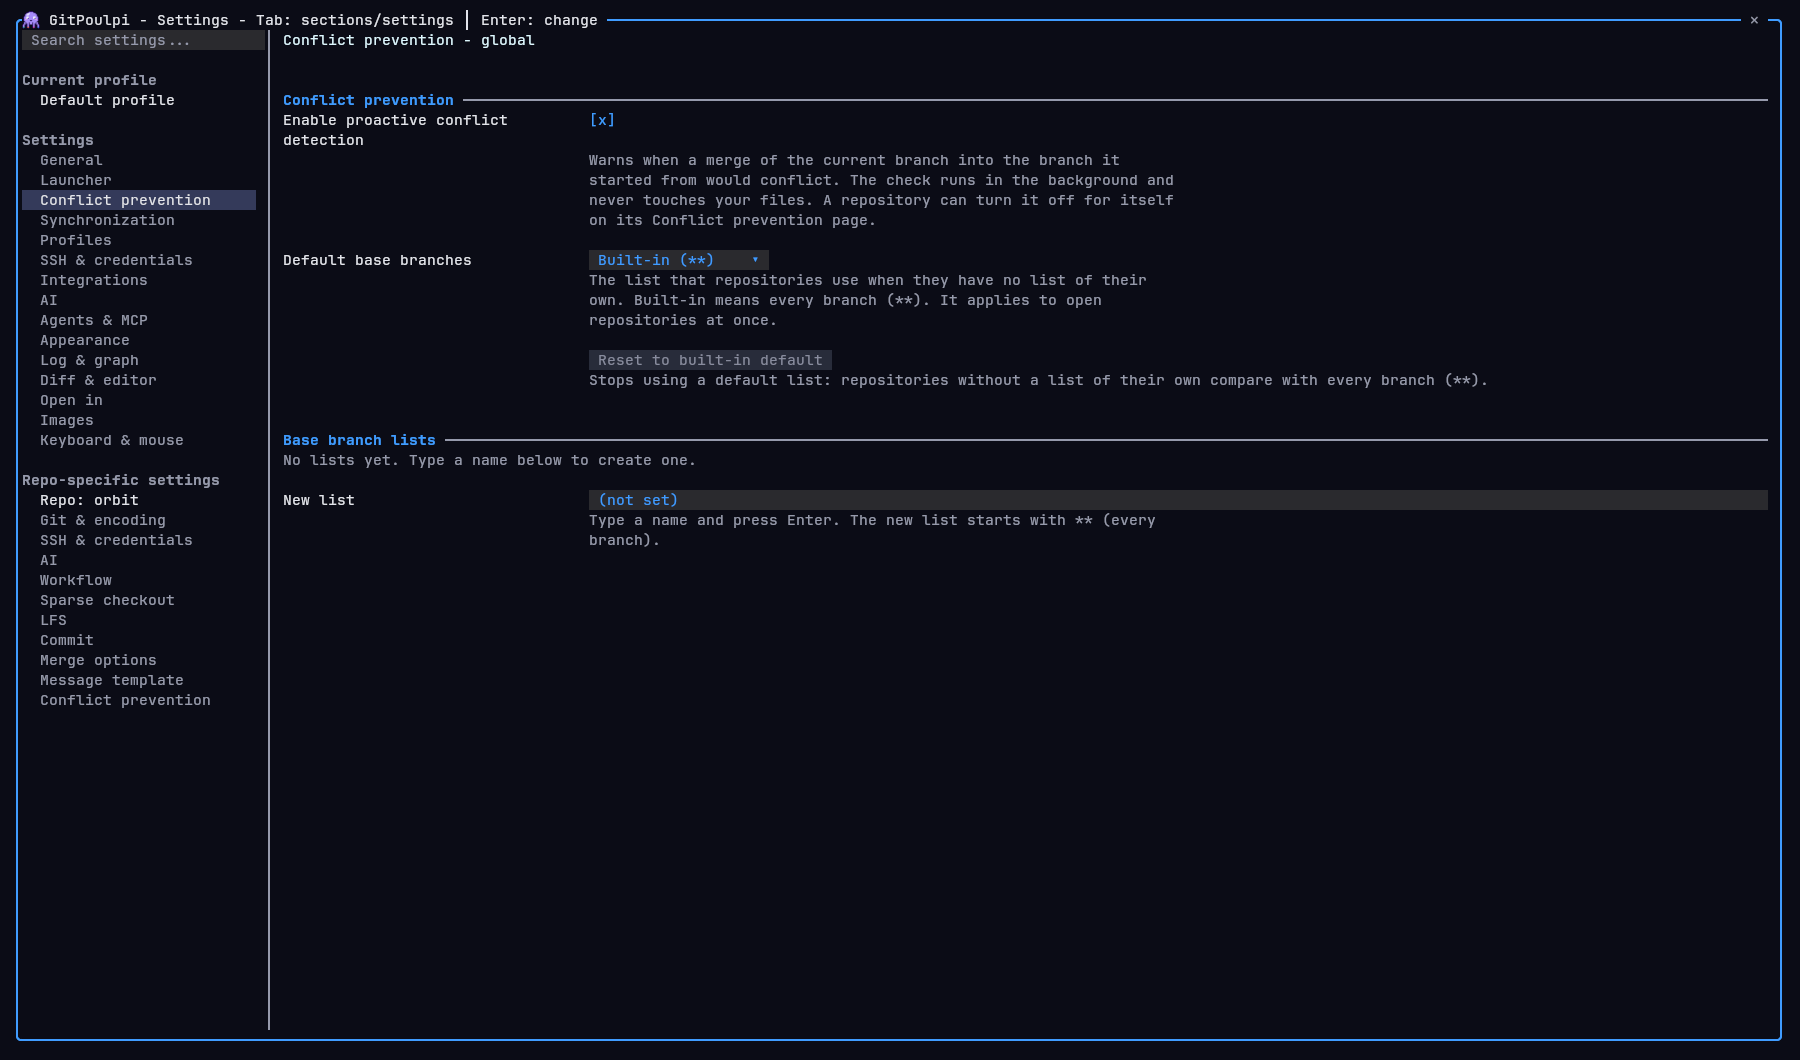 GitPoulpi - Settings - Tab: sections/settings | Enter: change ×
Search settings...
Conflict prevention - global
Current profile
Default profile
Settings
General
Launcher
Conflict prevention
Synchronization
Profiles
SSH & credentials
Integrations
AI
Agents & MCP
Appearance
Log & graph
Diff & editor
Open in
Images
Keyboard & mouse
Repo-specific settings
Repo: orbit
Git & encoding
SSH & credentials
AI
Workflow
Sparse checkout
LFS
Commit
Merge options
Message template
Conflict prevention
Conflict prevention
Enable proactive conflict [x]
detection
Warns when a merge of the current branch into the branch it
started from would conflict. The check runs in the background and
never touches your files. A repository can turn it off for itself
on its Conflict prevention page.
Default base branches Built-in (**) ▾
The list that repositories use when they have no list of their
own. Built-in means every branch (**). It applies to open
repositories at once.
Reset to built-in default
Stops using a default list: repositories without a list of their own compare with every branch (**).
Base branch lists
No lists yet. Type a name below to create one.
New list (not set)
Type a name and press Enter. The new list starts with ** (every
branch).